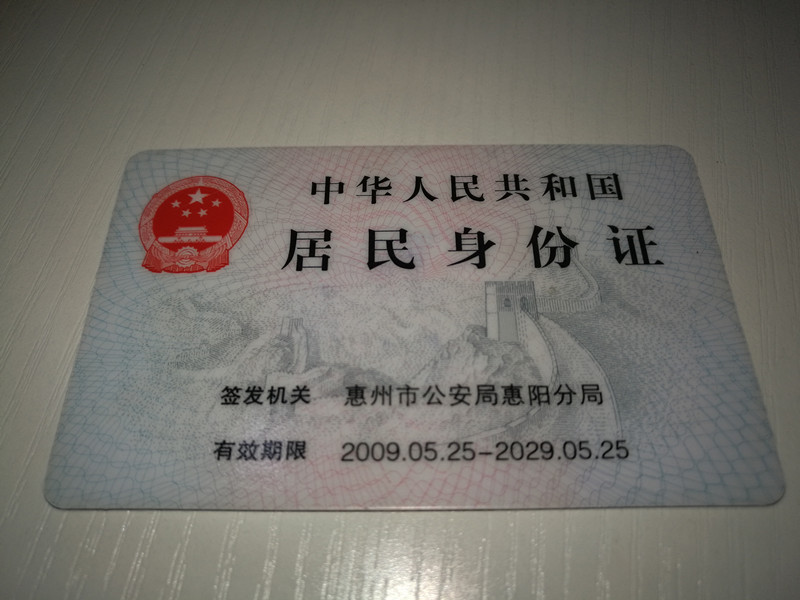 中华人民共和国
居民身份证
签发机关 惠州市公安局惠阳分局
有效期限 2009.05.25-2029.05.25